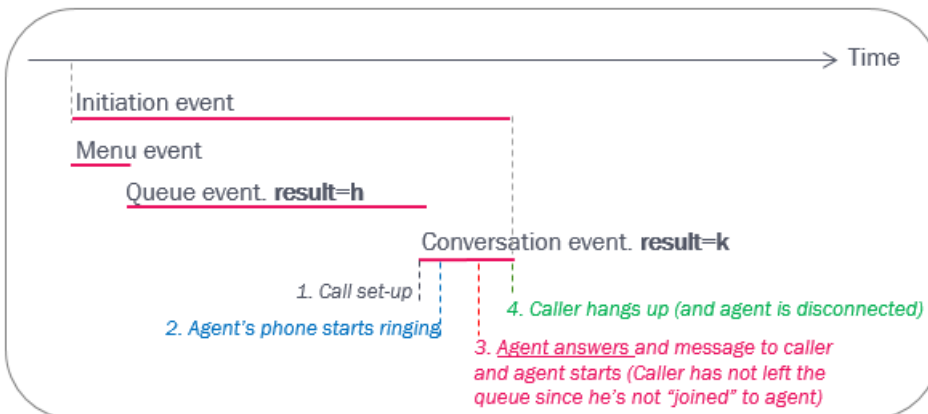 Time
Initiation event
Menu event
Queue event. result=h
Conversation event. result=k
1. Call set-up
4. Caller hangs up (and agent is disconnected)
2. Agent's phone starts ringing
3. Agent answers and message to caller
and agent starts (Caller has not left the
queue since he's not “joined” to agent)